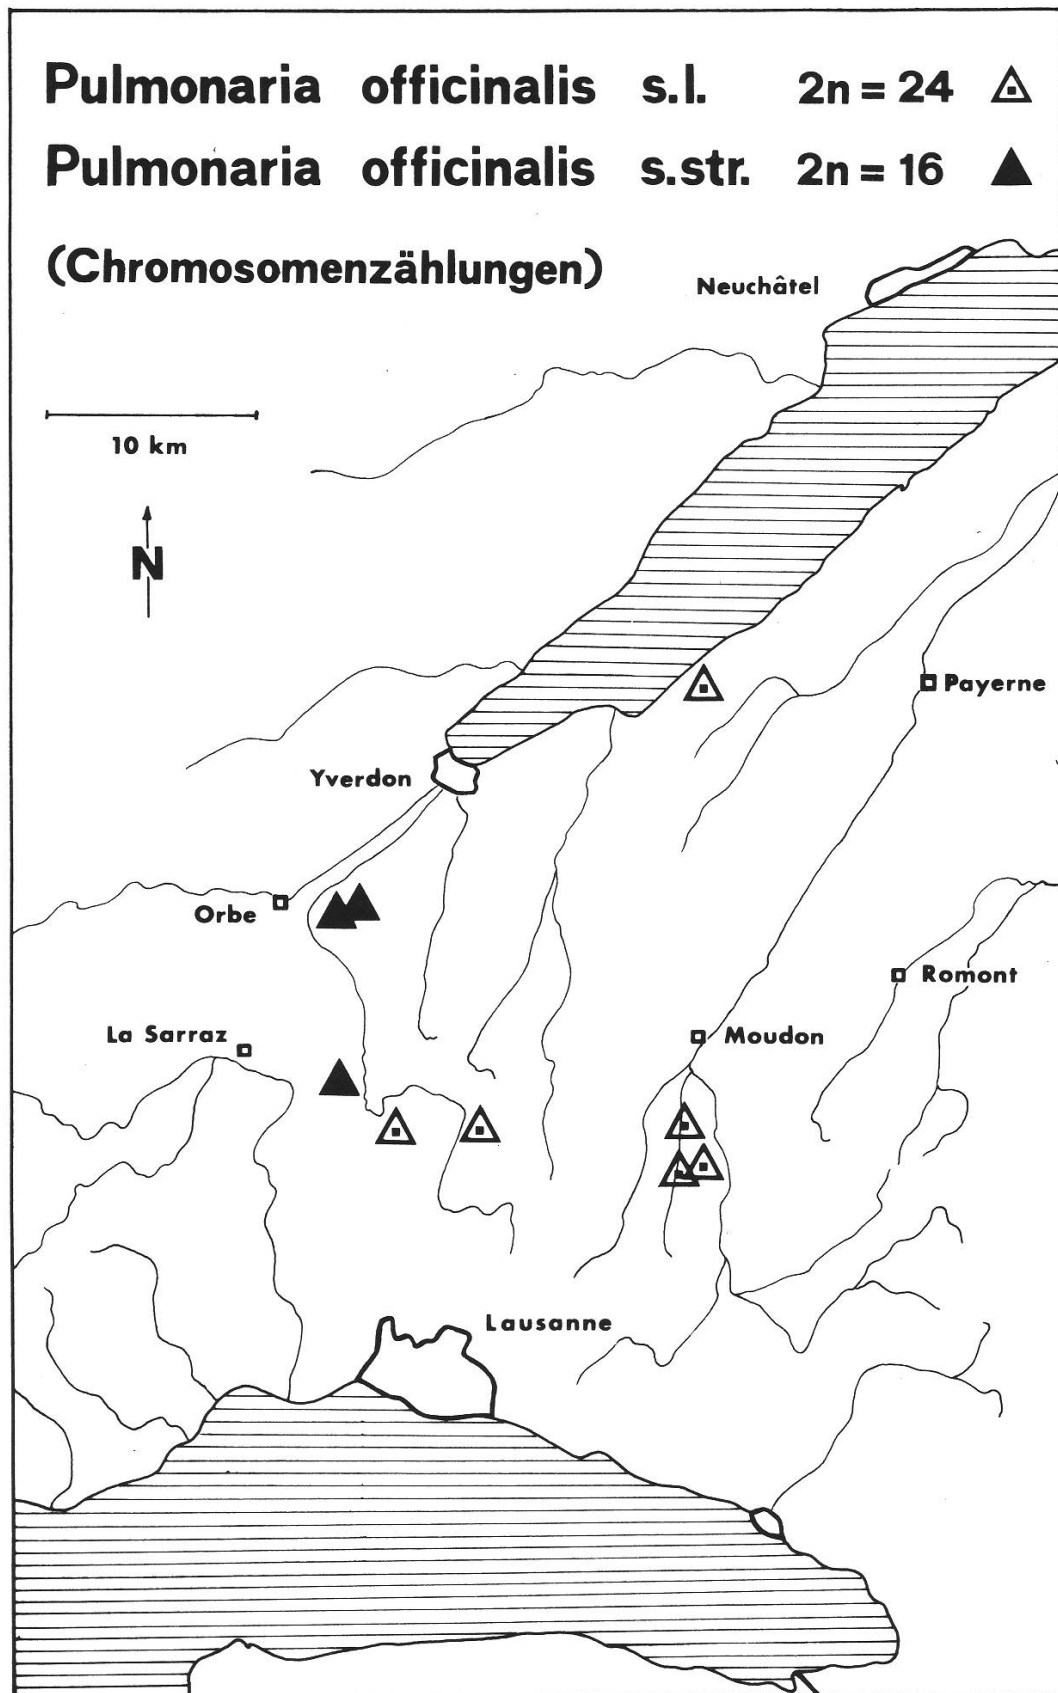 Pulmonaria officinalis s.l. 2n = 24
Pulmonaria officinalis s.str. 2n = 16
(Chromosomenzählungen)
Neuchâtel
10 km
N
Payerne
Yverdon
Orbe
Romont
La Sarraz
Moudon
Lausanne